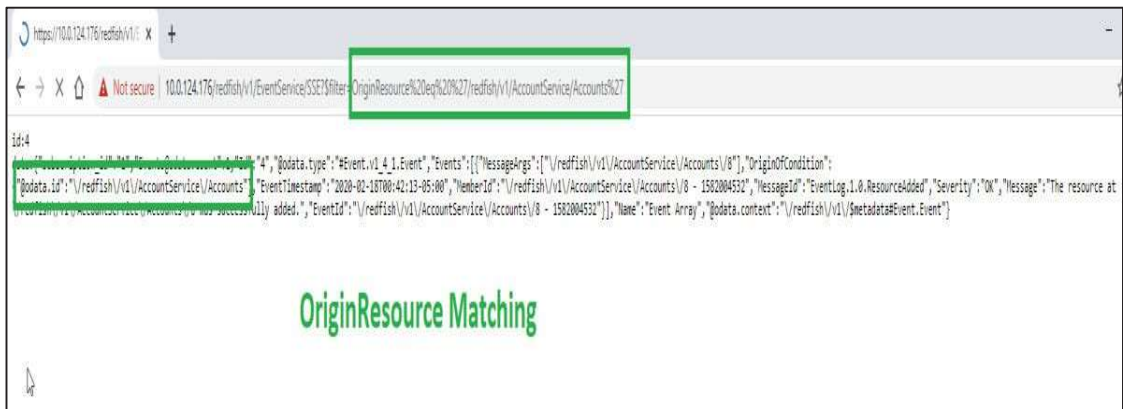 https://10.0.124.176/redfish/v1/E
Not secure 10.0.124.176/redfish/v1/EventService/SSE?$filter=OriginResource%20eq%20%27/redfish/v1/AccountService/Accounts%27
id:4
"4","@odata.type":"#Event.v1_4_1.Event","Events":[{"MessageArgs":["\/redfish\/v1\/AccountService\/Accounts\/8"],"OriginOfCondition":
"@odata.id":"\/redfish\/v1\/AccountService\/Accounts"},"EventTimestamp":"2020-02-18T00:42:13-05:00","MemberId":"\/redfish\/v1\/AccountService\/Accounts\/8 - 1582004532","MessageId":"EventLog.1.0.ResourceAdded","Severity":"OK","Message":"The resource at
added.","EventId":"\/redfish\/v1\/AccountService\/Accounts\/8 - 1582004532"}],"Name":"Event Array","@odata.context":"\/redfish\/v1\/$metadata#Event.Event"}
OriginResource Matching